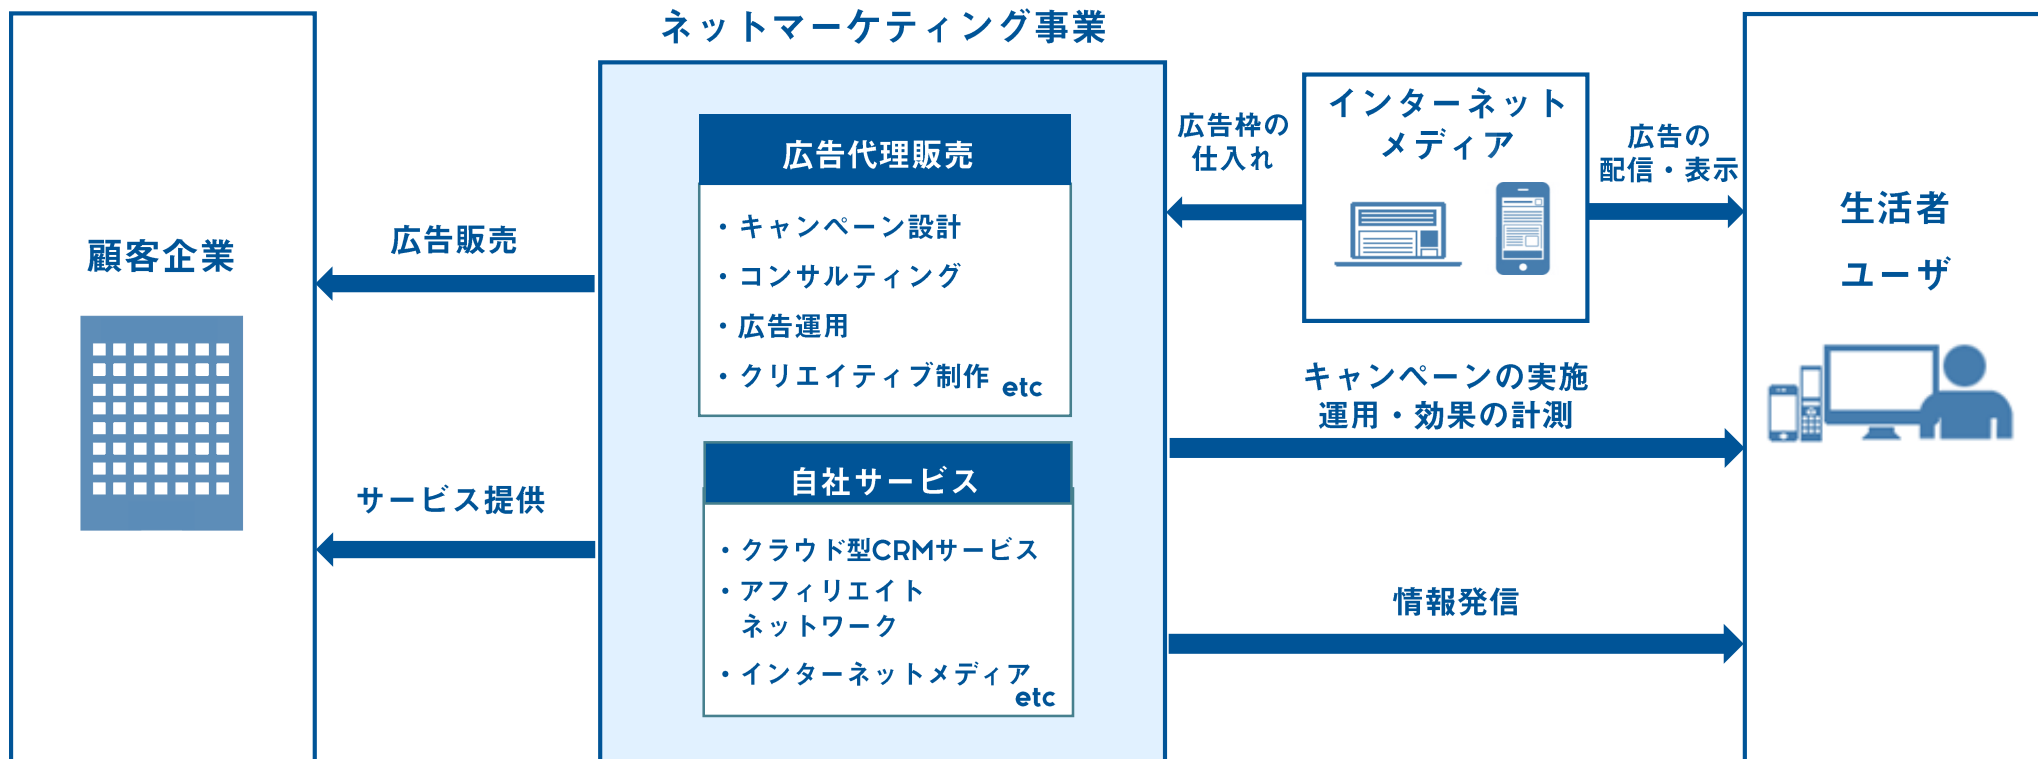 ネットマーケティング事業
顧客企業
広告販売
サービス提供
広告代理販売
・キャンペーン設計
・コンサルティング
・広告運用
・クリエイティブ制作 etc
自社サービス
・クラウド型CRMサービス
・アフィリエイト
ネットワーク
・インターネットメディア
etc
広告枠の
仕入れ
インターネット
メディア
広告の
配信・表示
キャンペーンの実施
運用・効果の計測
情報発信
生活者
ユーザ